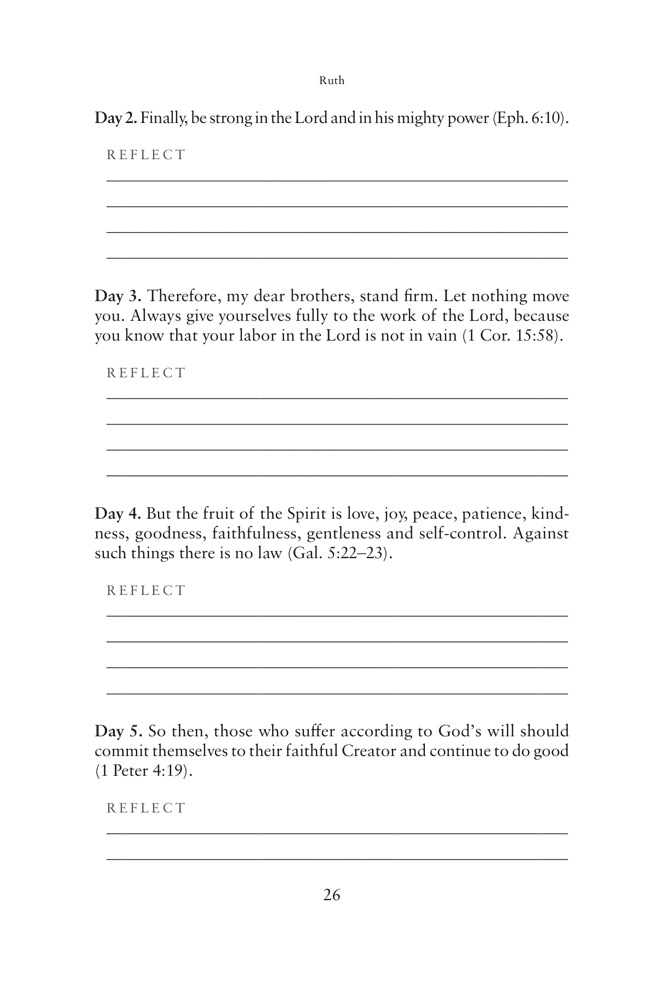 Ruth
Day 2. Finally, be strong in the Lord and in his mighty power (Eph. 6:10).
REFLECT
Day 3. Therefore, my dear brothers, stand firm. Let nothing move
you. Always give yourselves fully to the work of the Lord, because
you know that your labor in the Lord is not in vain (1 Cor. 15:58).
REFLECT
Day 4. But the fruit of the Spirit is love, joy, peace, patience, kind-
ness, goodness, faithfulness, gentleness and self-control. Against
such things there is no law (Gal. 5:22–23).
REFLECT
Day 5. So then, those who suffer according to God's will should
commit themselves to their faithful Creator and continue to do good
(1 Peter 4:19).
REFLECT
26